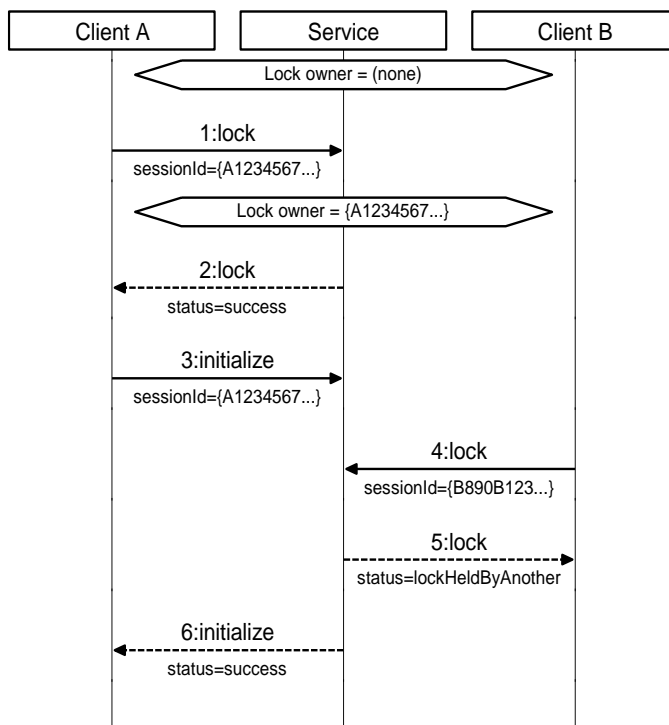 Client A
Service
Client B
Lock owner = (none)
1:lock
sessionId={A1234567...}
Lock owner = {A1234567...}
2:lock
status=success
3:initialize
sessionId={A1234567...}
4:lock
sessionId={B890B123...}
5:lock
status=lockHeldByAnother
6:initialize
status=success